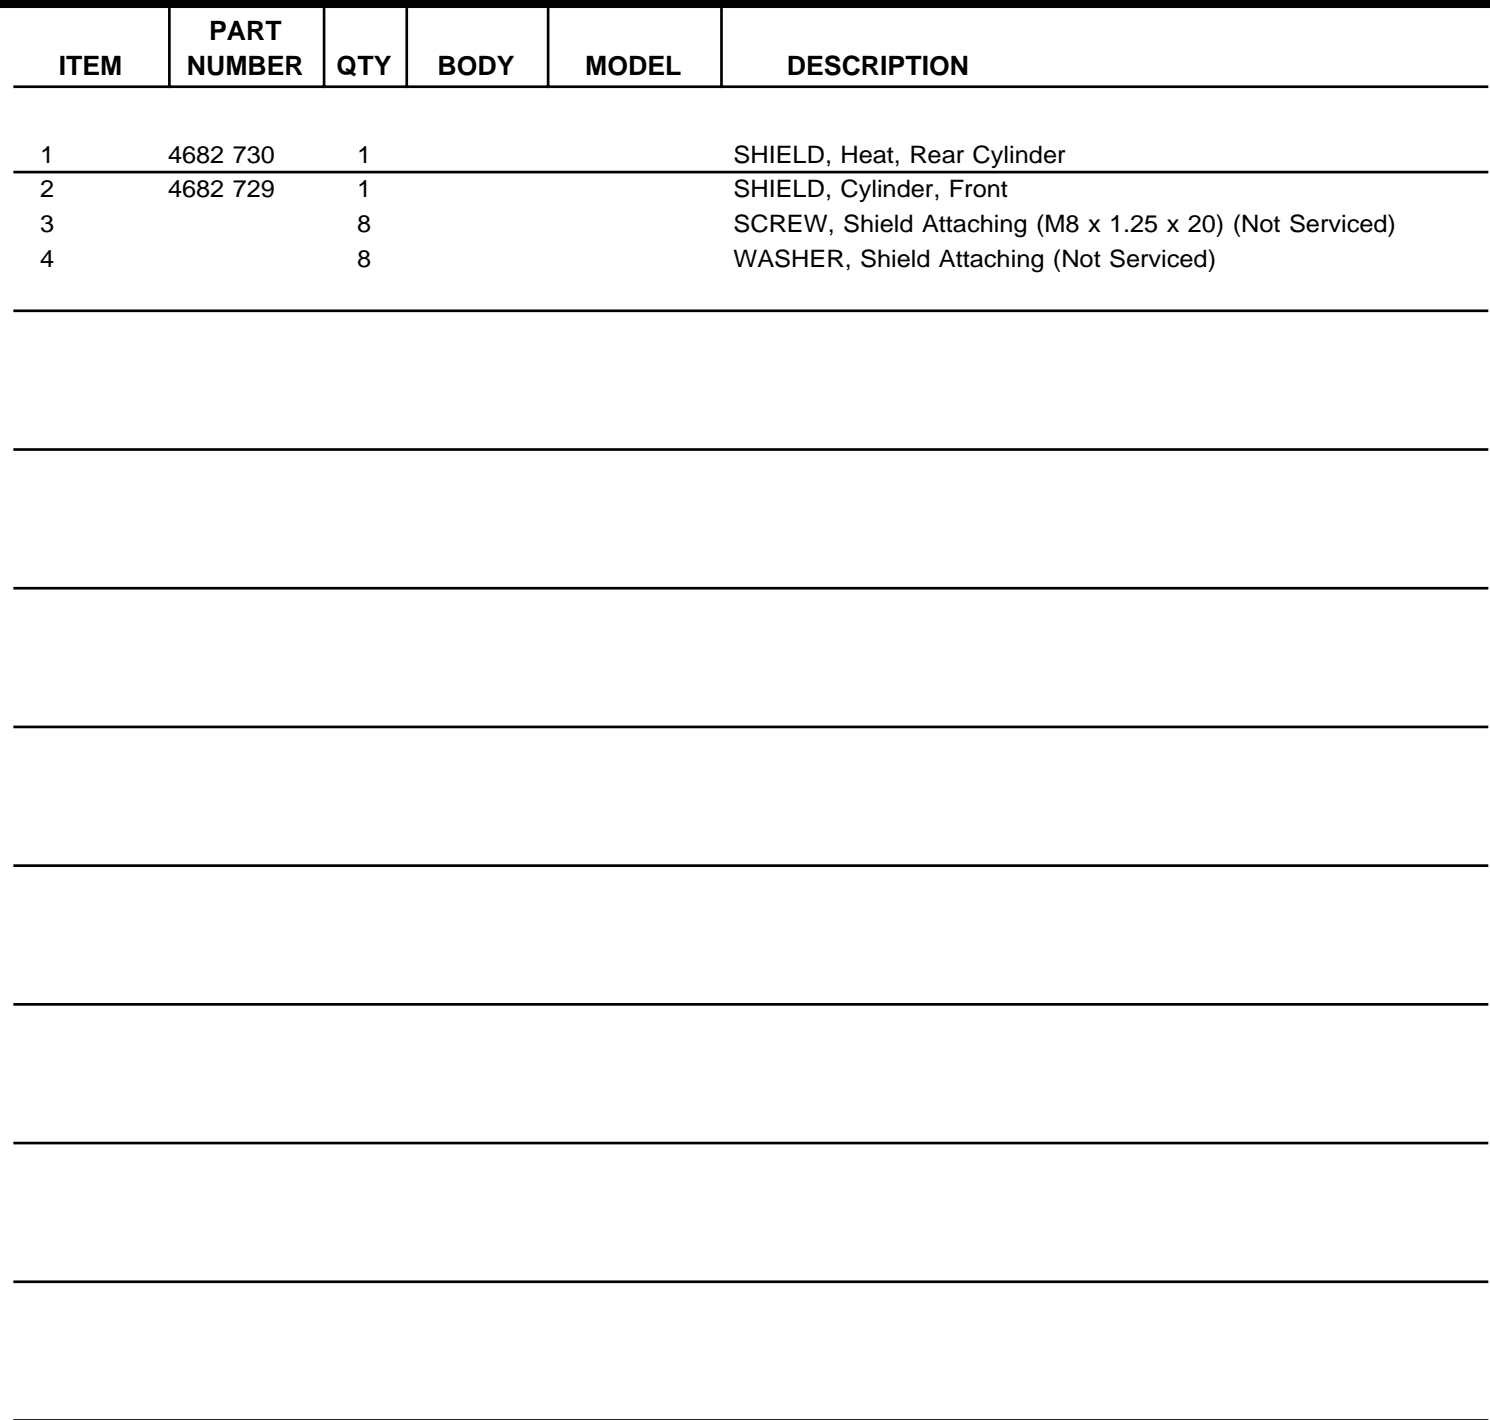 PART
ITEM NUMBER QTY BODY MODEL DESCRIPTION
1 4682 730 1 SHIELD, Heat, Rear Cylinder
2 4682 729 1 SHIELD, Cylinder, Front
3 8 SCREW, Shield Attaching (M8 x 1.25 x 20) (Not Serviced)
4 8 WASHER, Shield Attaching (Not Serviced)